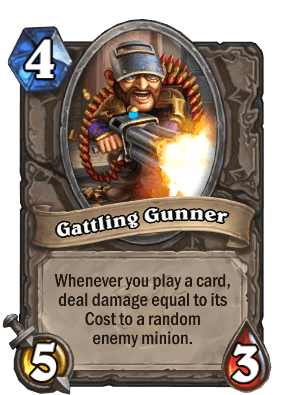 4
Gattling Gunner
Whenever you play a card,
deal damage equal to its
Cost to a random
enemy minion.
5
3